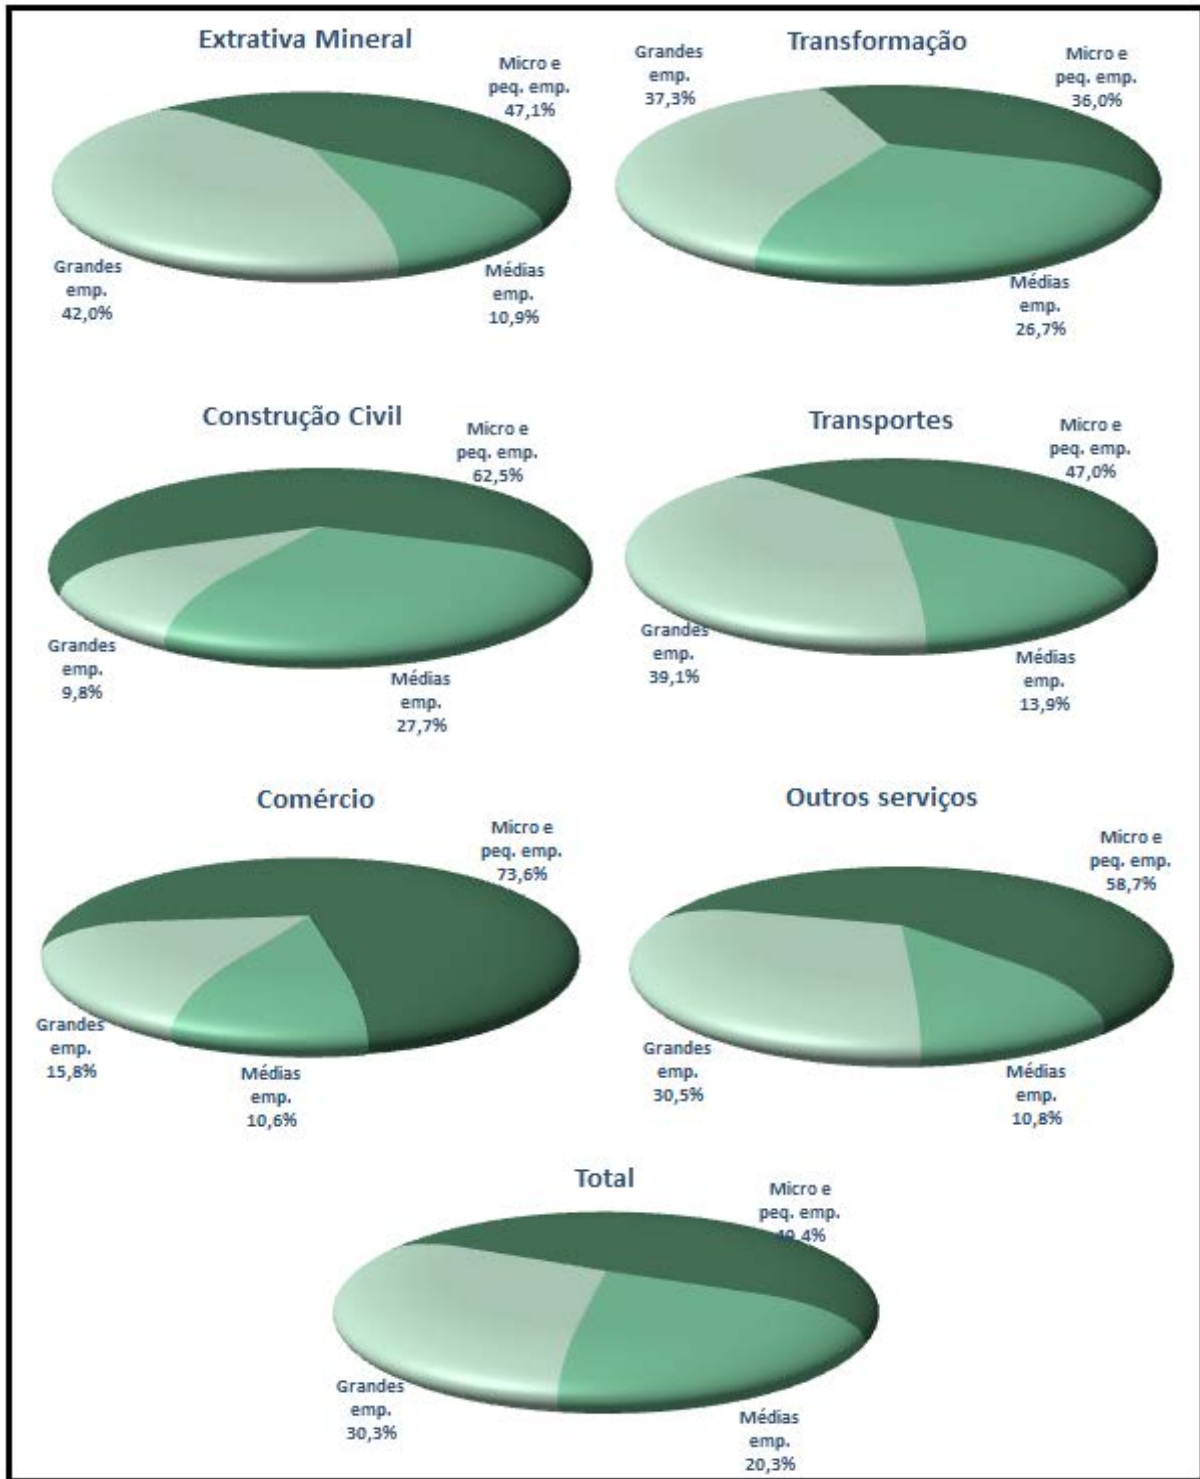 Extrativa Mineral
Micro e
peq. emp.
47,1%
Grandes
emp.
42,0%
Médias
emp.
10,9%
Transformação
Grandes
emp.
37,3%
Micro e
peq. emp.
36,0%
Médias
emp.
26,7%
Construção Civil
Micro e
peq. emp.
62,5%
Grandes
emp.
9,8%
Médias
emp.
27,7%
Transportes
Micro e
peq. emp.
47,0%
Grandes
emp.
39,1%
Médias
emp.
13,9%
Comércio
Micro e
peq. emp.
73,6%
Grandes
emp.
15,8%
Médias
emp.
10,6%
Outros serviços
Micro e
peq. emp.
58,7%
Grandes
emp.
30,5%
Médias
emp.
10,8%
Total
Micro e
peq. emp.
49,4%
Grandes
emp.
30,3%
Médias
emp.
20,3%